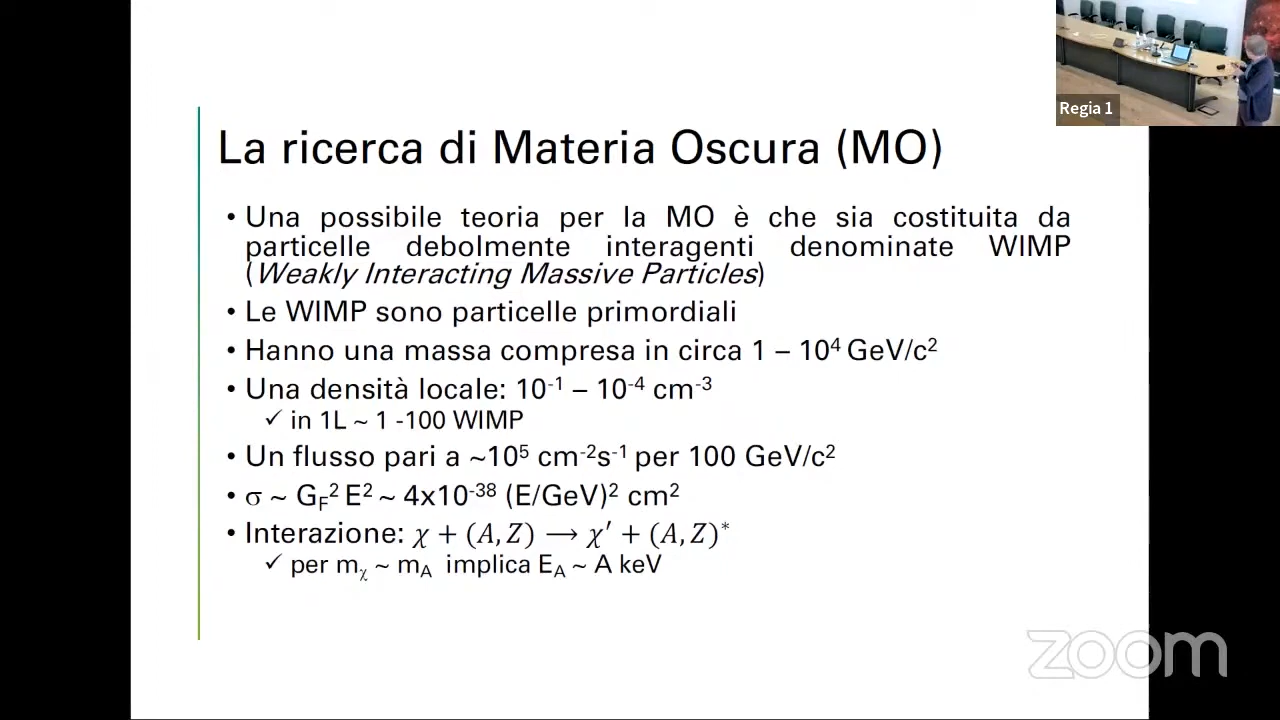 Regia 1
La ricerca di Materia Oscura (MO)
• Una possibile teoria per la MO è che sia costituita da
particelle debolmente interagenti denominate WIMP
(Weakly Interacting Massive Particles)
• Le WIMP sono particelle primordiali
• Hanno una massa compresa in circa 1 – 10⁴ GeV/c²
• Una densità locale: 10⁻¹ – 10⁻⁴ cm⁻³
✓ in 1L ~ 1 -100 WIMP
• Un flusso pari a ~10⁵ cm⁻²s⁻¹ per 100 GeV/c²
• σ ~ G_F² E² ~ 4x10⁻³⁸ (E/GeV)² cm²
• Interazione: χ + (A, Z) ⟶ χ′ + (A, Z)*
✓ per m_χ ~ m_A implica E_A ~ A keV
zoom